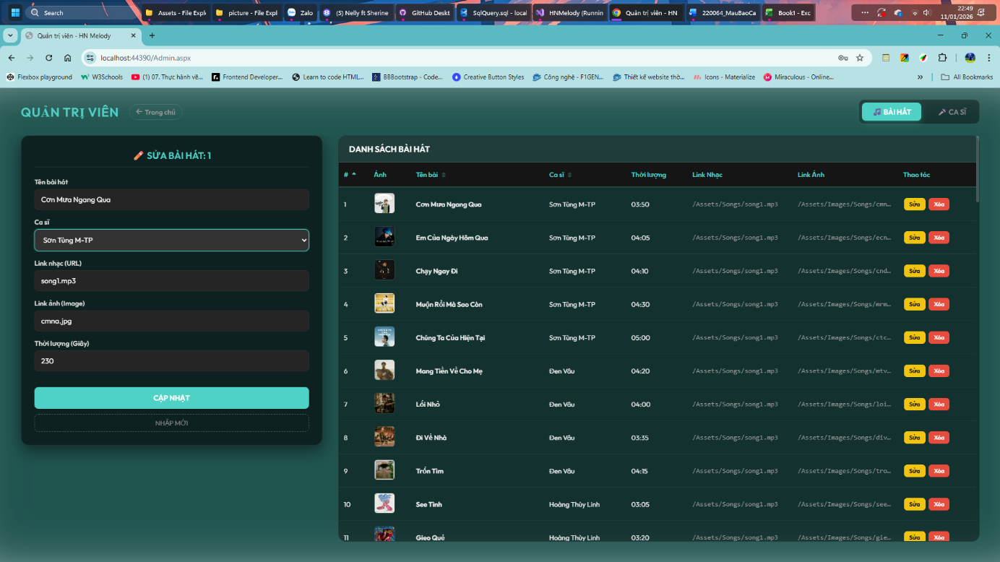 Search
Assets - File Expl
picture - File Expl
Zalo
(5) Nelly ft Sherine
GitHub Deskt
SqlQuery.sql - local
HNMelody (Runnin
Quản trị viên - HN
220064_MauBaoCa
Book1 - Exc
22:49
11/01/2026
Quản trị viên - HN Melody
localhost:44390/Admin.aspx
Flexbox playground
W3Schools
(1) 07. Thực hành về...
Frontend Developer...
Learn to code HTML...
BBBootstrap - Code...
Creative Button Styles
Công nghệ - F1GEN...
Thiết kế website thờ...
Icons - Materialize
Miraculous - Online...
All Bookmarks
QUẢN TRỊ VIÊN
← Trang chủ
BÀI HÁT
CA SĨ
SỬA BÀI HÁT: 1
Tên bài hát
Cơn Mưa Ngang Qua
Ca sĩ
Sơn Tùng M-TP
Link nhạc (URL)
song1.mp3
Link ảnh (Image)
cmna.jpg
Thời lượng (Giây)
230
CẬP NHẬT
NHẬP MỚI
DANH SÁCH BÀI HÁT
# Ảnh Tên bài Ca sĩ Thời lượng Link Nhạc Link Ảnh Thao tác
1 Cơn Mưa Ngang Qua Sơn Tùng M-TP 03:50 /Assets/Songs/song1.mp3 /Assets/Images/Songs/cmn… Sửa Xóa
2 Em Của Ngày Hôm Qua Sơn Tùng M-TP 04:05 /Assets/Songs/song1.mp3 /Assets/Images/Songs/ecn… Sửa Xóa
3 Chạy Ngay Đi Sơn Tùng M-TP 04:10 /Assets/Songs/song1.mp3 /Assets/Images/Songs/cnd… Sửa Xóa
4 Muộn Rồi Mà Sao Còn Sơn Tùng M-TP 04:30 /Assets/Songs/song1.mp3 /Assets/Images/Songs/mrm… Sửa Xóa
5 Chúng Ta Của Hiện Tại Sơn Tùng M-TP 05:00 /Assets/Songs/song1.mp3 /Assets/Images/Songs/ctc… Sửa Xóa
6 Mang Tiền Về Cho Mẹ Đen Vâu 04:20 /Assets/Songs/song1.mp3 /Assets/Images/Songs/mtv… Sửa Xóa
7 Lối Nhỏ Đen Vâu 04:00 /Assets/Songs/song1.mp3 /Assets/Images/Songs/loi… Sửa Xóa
8 Đi Về Nhà Đen Vâu 03:35 /Assets/Songs/song1.mp3 /Assets/Images/Songs/div… Sửa Xóa
9 Trốn Tìm Đen Vâu 04:15 /Assets/Songs/song1.mp3 /Assets/Images/Songs/tro… Sửa Xóa
10 See Tình Hoàng Thùy Linh 03:05 /Assets/Songs/song1.mp3 /Assets/Images/Songs/see… Sửa Xóa
11 Gieo Quẻ Hoàng Thùy Linh 03:20 /Assets/Songs/song1.mp3 /Assets/Images/Songs/gie… Sửa Xóa